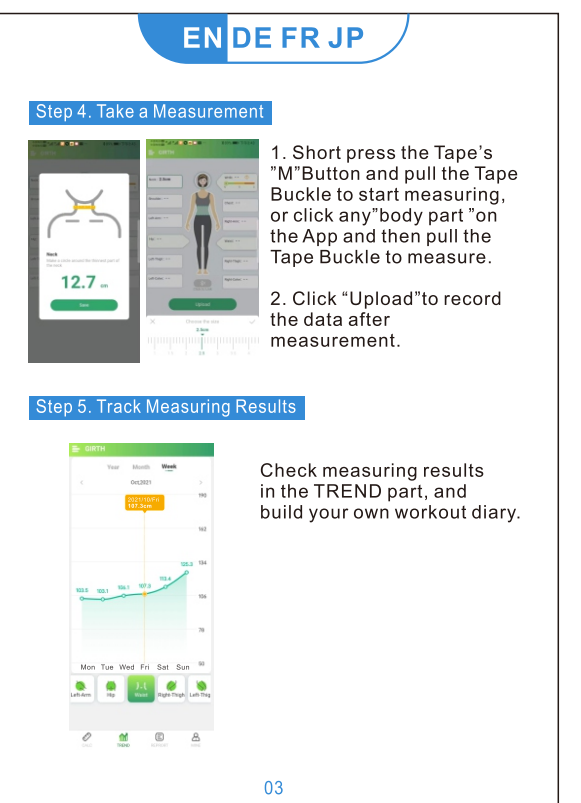 EN DE FR JP
Step 4. Take a Measurement
GIRTH
Neck
12.7 cm
Save
GIRTH
Upload
Choose the size
1. Short press the Tape's
"M"Button and pull the Tape
Buckle to start measuring,
or click any"body part "on
the App and then pull the
Tape Buckle to measure.
2. Click “Upload”to record
the data after
measurement.
Step 5. Track Measuring Results
GIRTH
Year Month Week
Oct,2021
2021/10/Fri
107.3cm
190
162
134
106
78
50
103.5 103.1 106.1 107.3 113.4 125.3
Mon Tue Wed Fri Sat Sun
Left-Arm Hip Waist Right-Thigh Left-Thig
TREND
Check measuring results
in the TREND part, and
build your own workout diary.
03